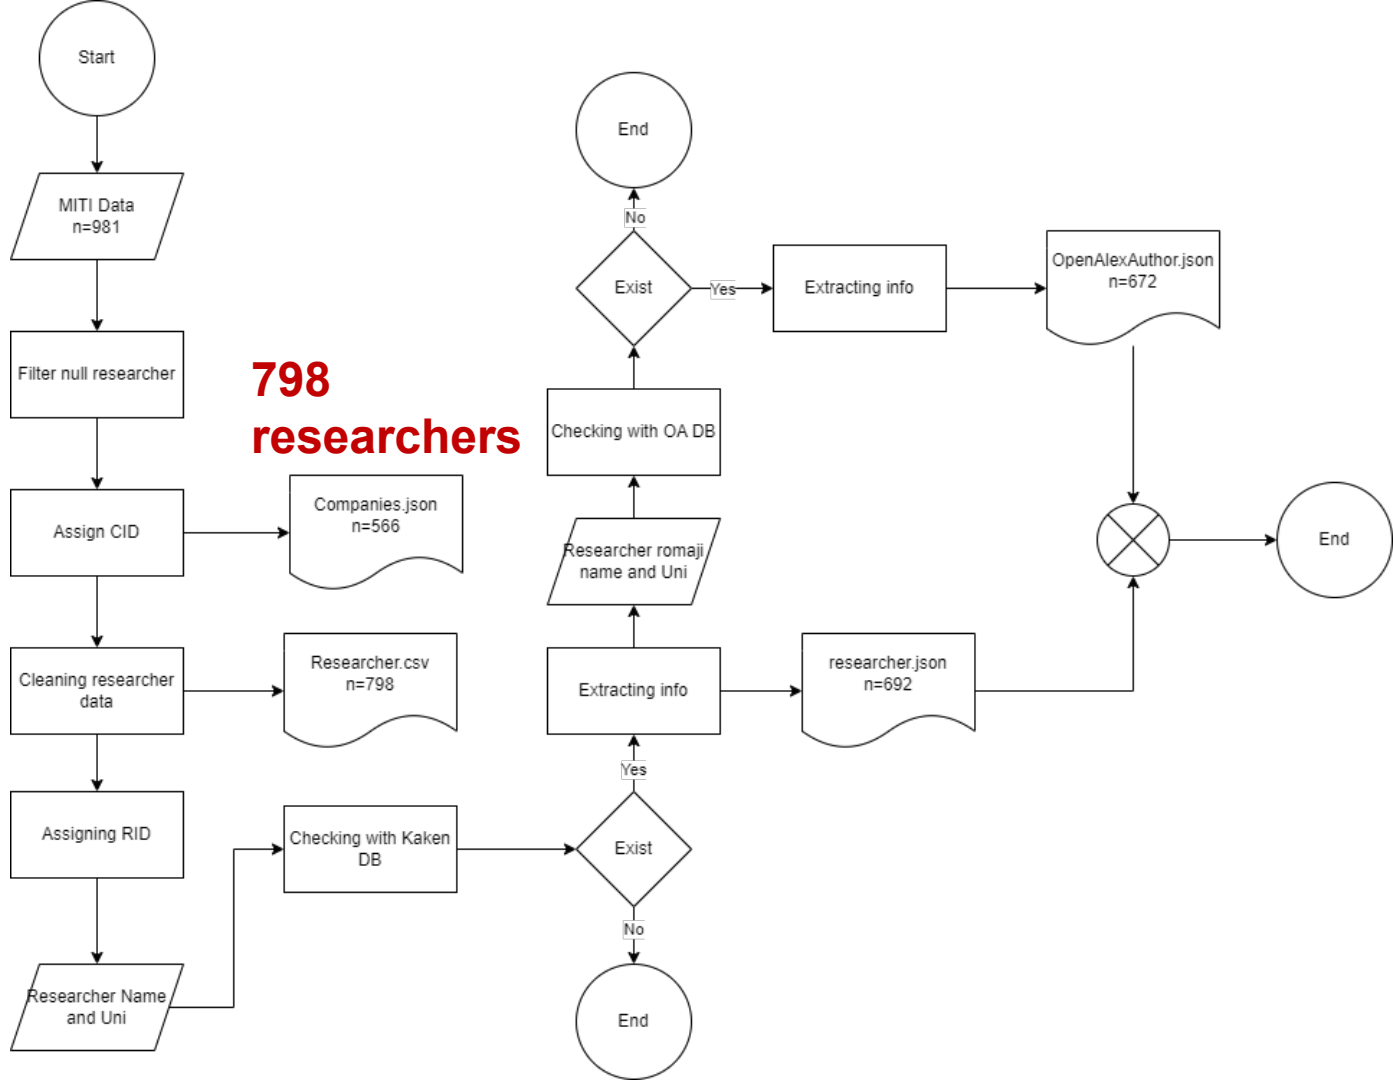 Start
MITI Data
n=981
Filter null researcher
798
researchers
Assign CID
Companies.json
n=566
Cleaning researcher
data
Researcher.csv
n=798
Assigning RID
Researcher Name
and Uni
Checking with Kaken
DB
Exist
No
End
Yes
Extracting info
researcher.json
n=692
Researcher romaji
name and Uni
Checking with OA DB
Exist
No
End
Yes
Extracting info
OpenAlexAuthor.json
n=672
End